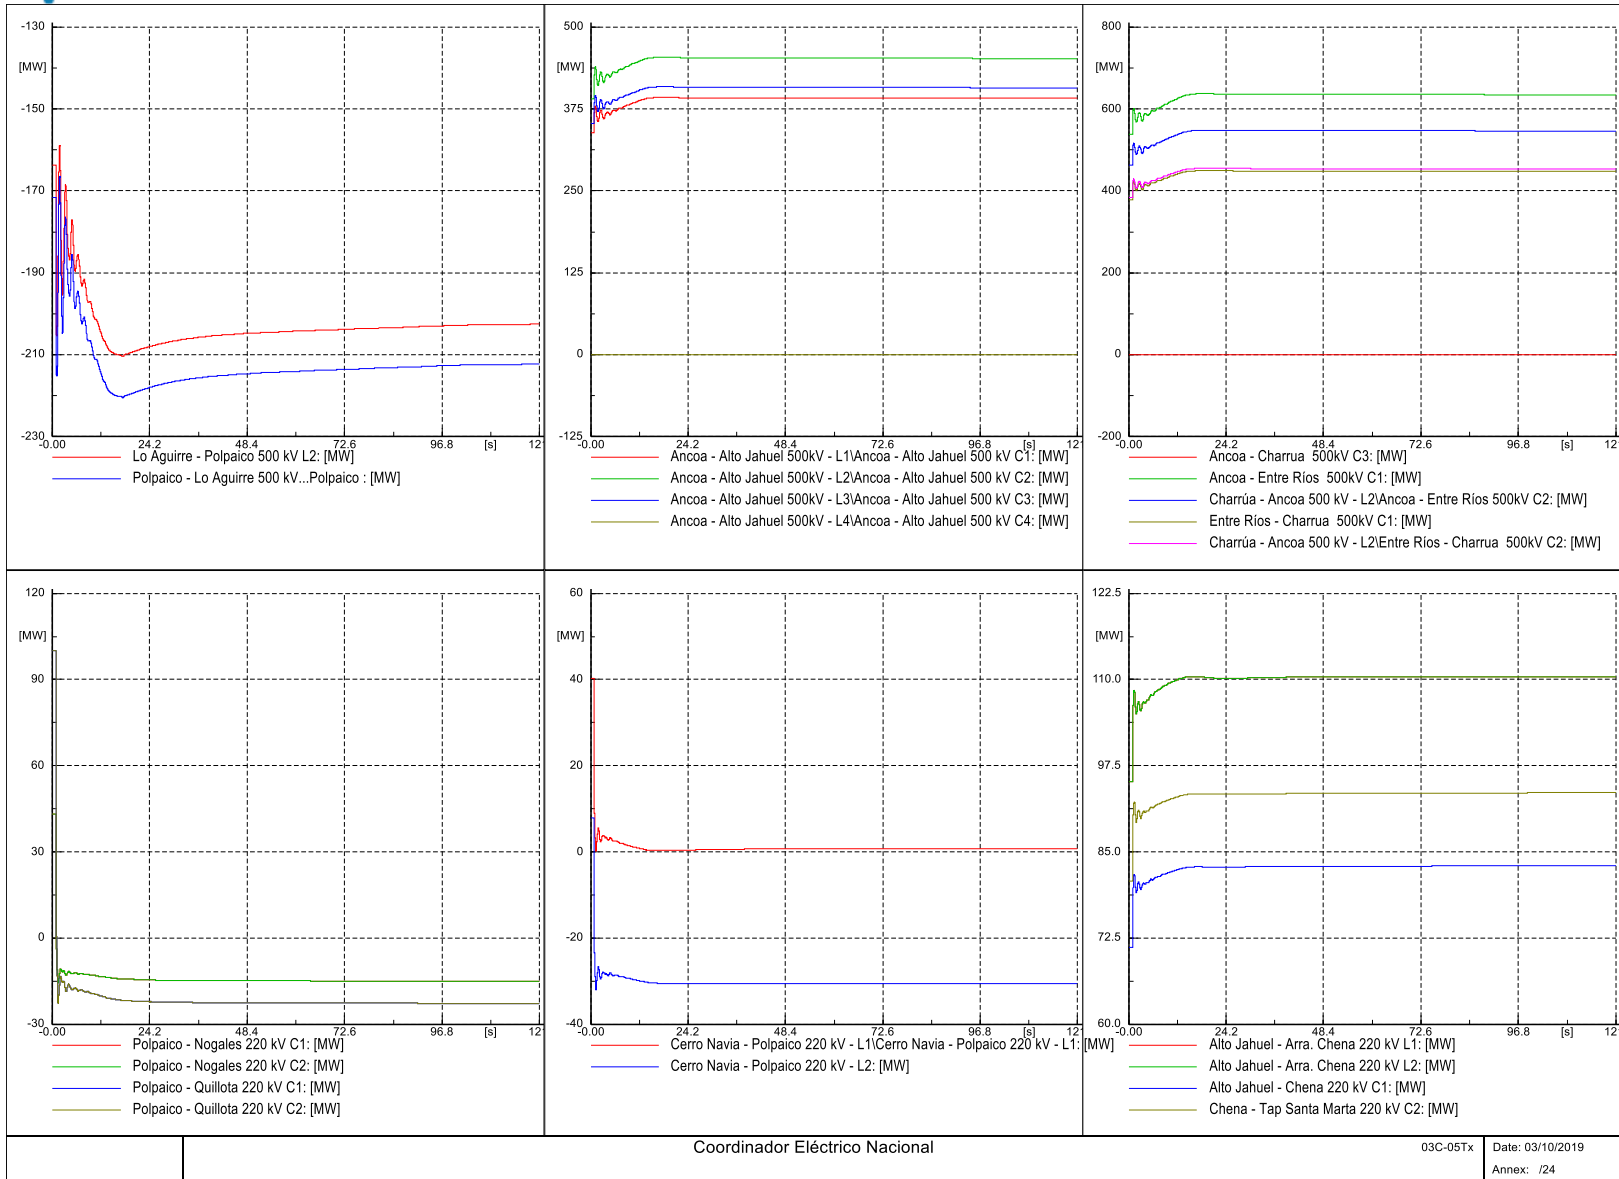 -130
[MW]
-150
-170
-190
-210
-230
-0.00 24.2 48.4 72.6 96.8 [s] 12
Lo Aguirre - Polpaico 500 kV L2: [MW]
Polpaico - Lo Aguirre 500 kV...Polpaico : [MW]
500
[MW]
375
250
125
0
-125
-0.00 24.2 48.4 72.6 96.8 [s] 12
Ancoa - Alto Jahuel 500kV - L1\Ancoa - Alto Jahuel 500 kV C1: [MW]
Ancoa - Alto Jahuel 500kV - L2\Ancoa - Alto Jahuel 500 kV C2: [MW]
Ancoa - Alto Jahuel 500kV - L3\Ancoa - Alto Jahuel 500 kV C3: [MW]
Ancoa - Alto Jahuel 500kV - L4\Ancoa - Alto Jahuel 500 kV C4: [MW]
800
[MW]
600
400
200
0
-200
-0.00 24.2 48.4 72.6 96.8 [s] 12
Ancoa - Charrua 500kV C3: [MW]
Ancoa - Entre Ríos 500kV C1: [MW]
Charrúa - Ancoa 500 kV - L2\Ancoa - Entre Ríos 500kV C2: [MW]
Entre Ríos - Charrua 500kV C1: [MW]
Charrúa - Ancoa 500 kV - L2\Entre Ríos - Charrua 500kV C2: [MW]
120
[MW]
90
60
30
0
-30
-0.00 24.2 48.4 72.6 96.8 [s] 12
Polpaico - Nogales 220 kV C1: [MW]
Polpaico - Nogales 220 kV C2: [MW]
Polpaico - Quillota 220 kV C1: [MW]
Polpaico - Quillota 220 kV C2: [MW]
60
[MW]
40
20
0
-20
-40
-0.00 24.2 48.4 72.6 96.8 [s] 12
Cerro Navia - Polpaico 220 kV - L1\Cerro Navia - Polpaico 220 kV - L1: [MW]
Cerro Navia - Polpaico 220 kV - L2: [MW]
122.5
[MW]
110.0
97.5
85.0
72.5
60.0
-0.00 24.2 48.4 72.6 96.8 [s] 12
Alto Jahuel - Arra. Chena 220 kV L1: [MW]
Alto Jahuel - Arra. Chena 220 kV L2: [MW]
Alto Jahuel - Chena 220 kV C1: [MW]
Chena - Tap Santa Marta 220 kV C2: [MW]
Coordinador Eléctrico Nacional
03C-05Tx
Date: 03/10/2019
Annex: /24